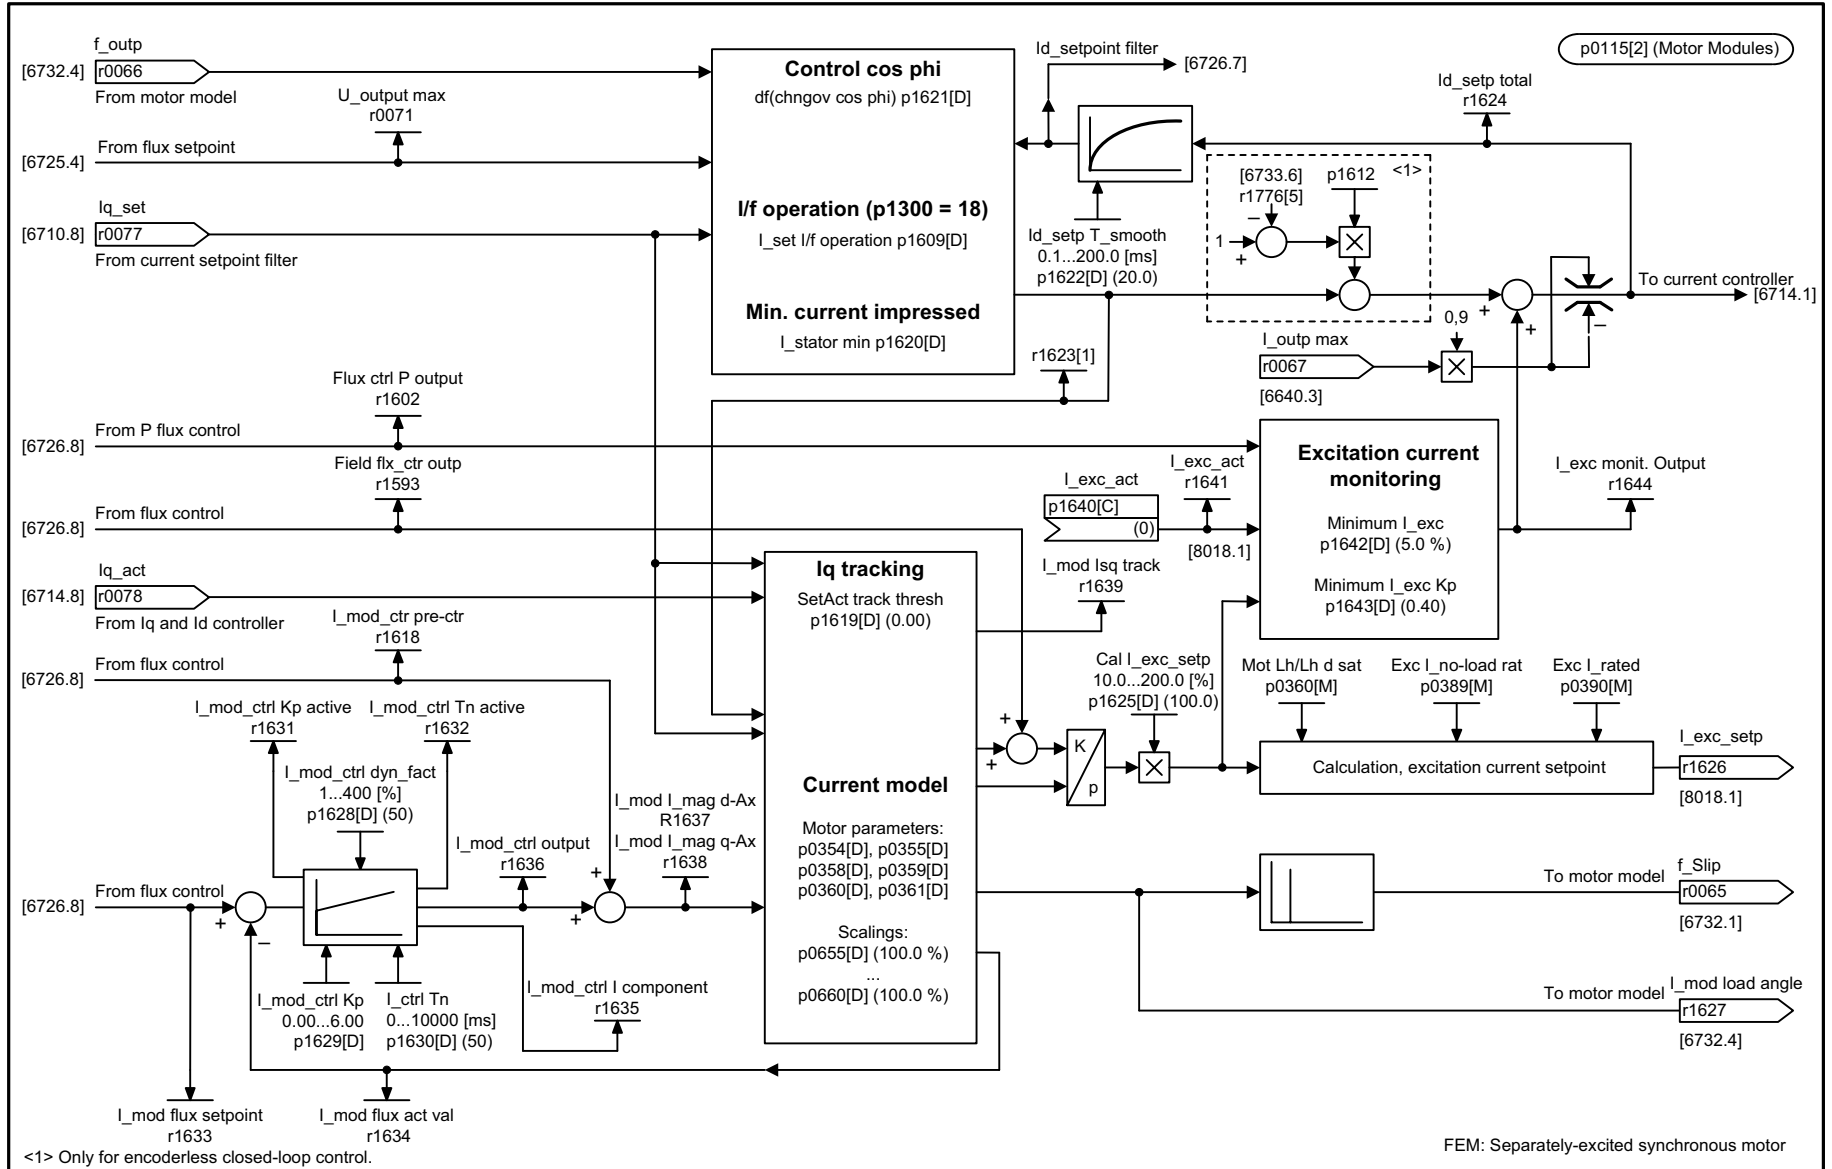 f_outp
[6732.4]
r0066
From motor model
U_output max
r0071
[6725.4]
From flux setpoint
Iq_set
[6710.8]
r0077
From current setpoint filter
Control cos phi
df(chngov cos phi) p1621[D]
I/f operation (p1300 = 18)
I_set I/f operation p1609[D]
Min. current impressed
I_stator min p1620[D]
Id_setpoint filter
[6726.7]
Id_setp T_smooth
0.1...200.0 [ms]
p1622[D] (20.0)
p0115[2] (Motor Modules)
Id_setp total
r1624
<1>
[6733.6]
r1776[5]
p1612
–
1
+
×
+
+
–
To current controller
[6714.1]
0,9
I_outp max
r0067
×
[6640.3]
r1623[1]
Flux ctrl P output
r1602
[6726.8]
From P flux control
Field flx_ctr outp
r1593
[6726.8]
From flux control
I_exc_act
p1640[C]
(0)
I_exc_act
r1641
[8018.1]
Excitation current
monitoring
Minimum I_exc
p1642[D] (5.0 %)
Minimum I_exc Kp
p1643[D] (0.40)
I_exc monit. Output
r1644
Iq_act
[6714.8]
r0078
From Iq and Id controller
I_mod_ctr pre-ctr
r1618
[6726.8]
From flux control
Iq tracking
SetAct track thresh
p1619[D] (0.00)
I_mod Isq track
r1639
Current model
Motor parameters:
p0354[D], p0355[D]
p0358[D], p0359[D]
p0360[D], p0361[D]
Scalings:
p0655[D] (100.0 %)
...
p0660[D] (100.0 %)
+
+
K
p
Cal I_exc_setp
10.0...200.0 [%]
p1625[D] (100.0)
×
Mot Lh/Lh d sat
p0360[M]
Exc I_no-load rat
p0389[M]
Exc I_rated
p0390[M]
Calculation, excitation current setpoint
I_exc_setp
r1626
[8018.1]
I_mod_ctrl Kp active
r1631
I_mod_ctrl Tn active
r1632
I_mod_ctrl dyn_fact
1...400 [%]
p1628[D] (50)
I_mod_ctrl output
r1636
I_mod I_mag d-Ax
R1637
I_mod I_mag q-Ax
r1638
[6726.8]
From flux control
+
–
+
+
I_mod_ctrl Kp
0.00...6.00
p1629[D]
I_ctrl Tn
0...10000 [ms]
p1630[D] (50)
I_mod_ctrl I component
r1635
To motor model
f_Slip
r0065
[6732.1]
To motor model
I_mod load angle
r1627
[6732.4]
I_mod flux setpoint
r1633
I_mod flux act val
r1634
<1> Only for encoderless closed-loop control.
FEM: Separately-excited synchronous motor